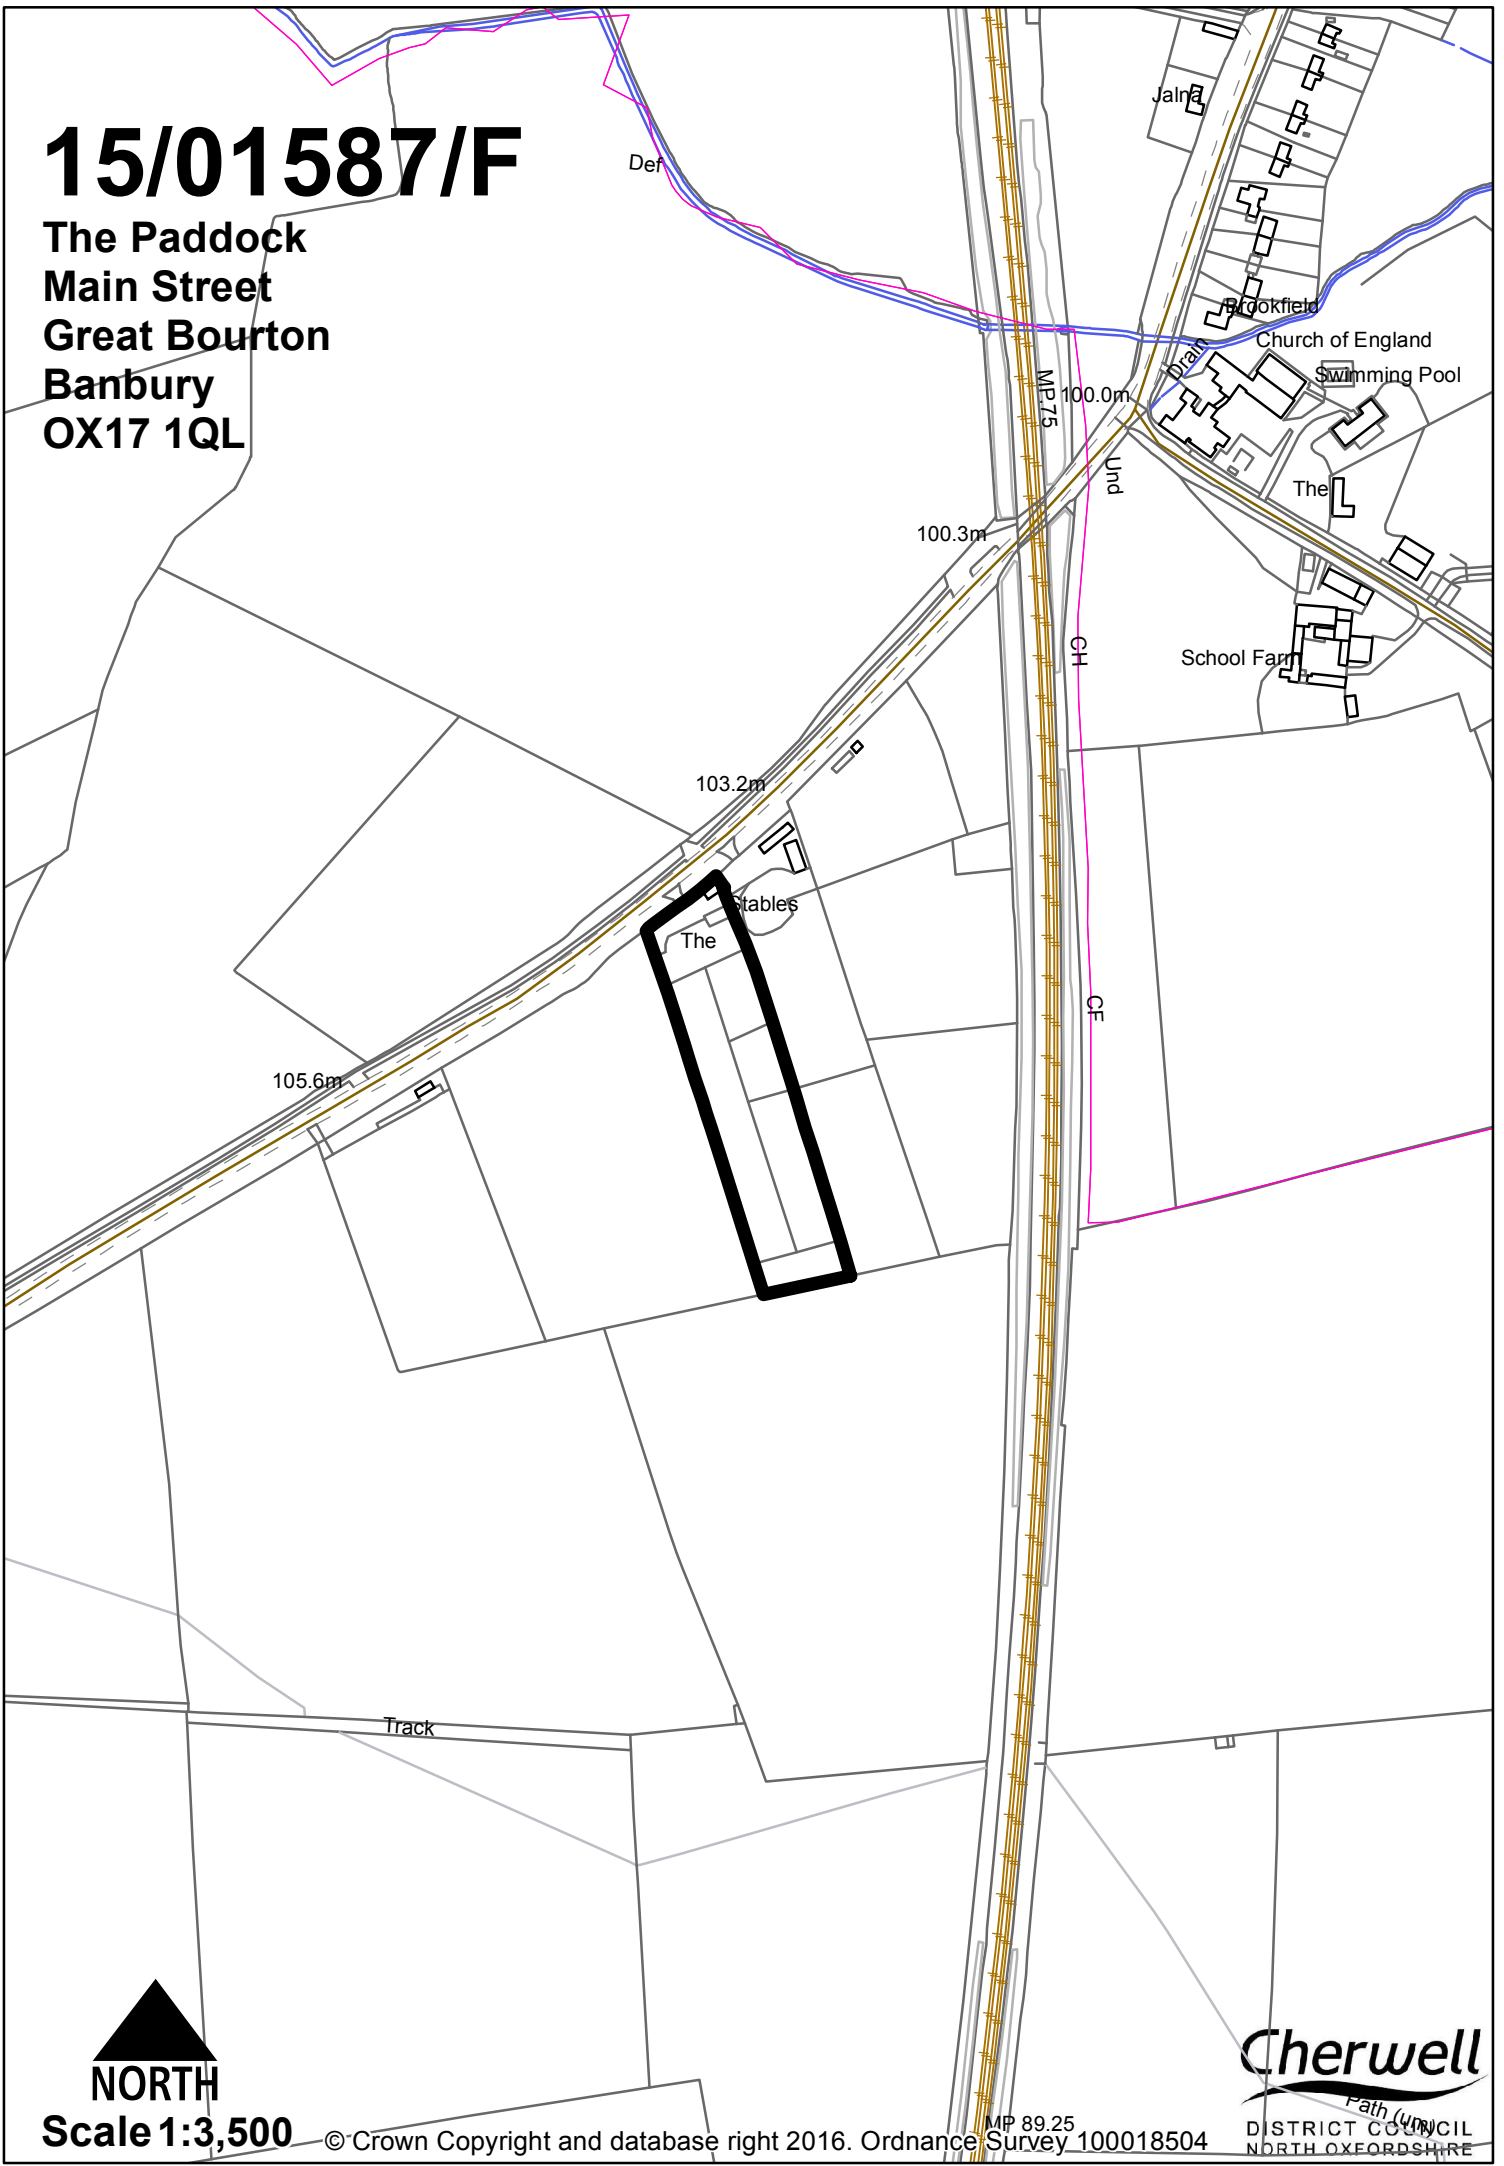 15/01587/F
The Paddock
Main Street
Great Bourton
Banbury
OX17 1QL
Def
Jalna
Brookfield
Church of England
Drain
Swimming Pool
MP.75
100.0m
Und
The
100.3m
CH
School Farm
103.2m
Stables
The
CF
105.6m
Track
NORTH
Scale 1:3,500
© Crown Copyright and database right 2016. Ordnance Survey 100018504
MP 89.25
Cherwell
Path (um)
DISTRICT COUNCIL
NORTH OXFORDSHIRE